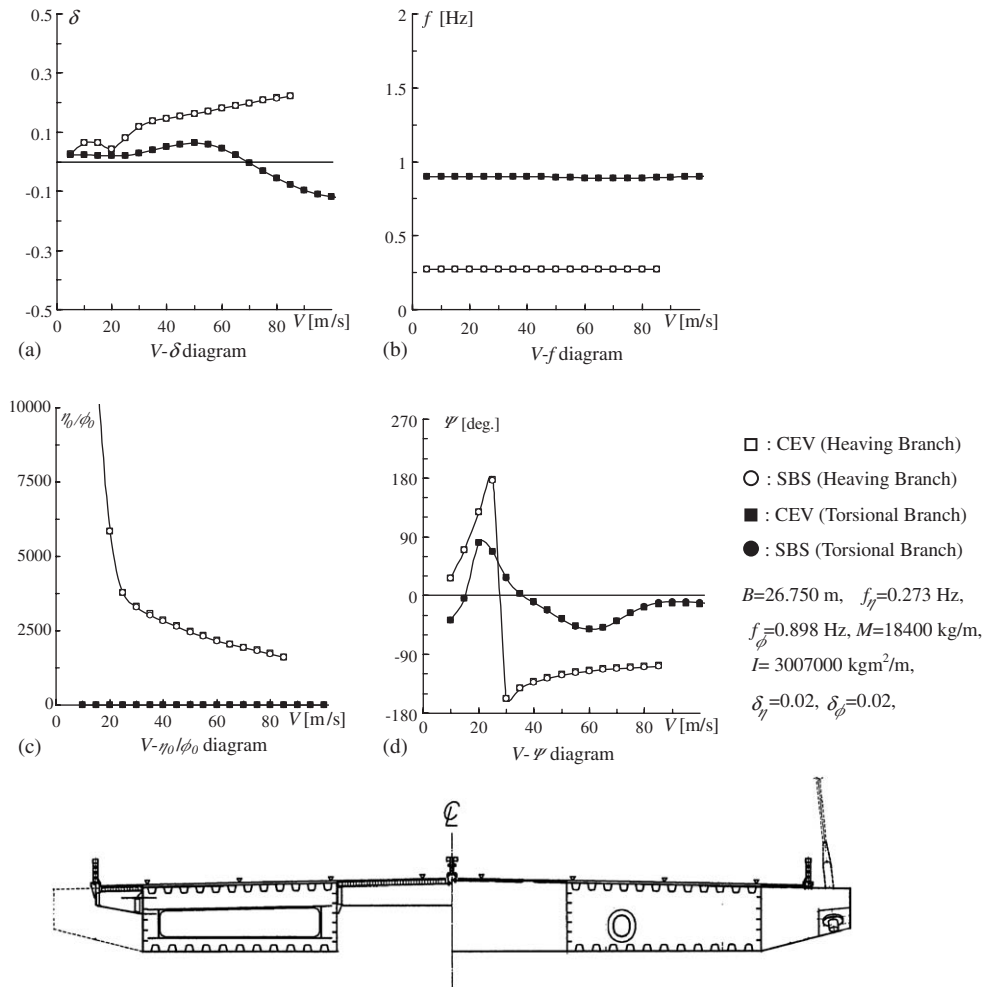 δ
0.5
0.3
0.1
-0.1
-0.3
-0.5
0 20 40 60 80 V [m/s]
(a)
V-δ diagram
f [Hz]
2
1.5
1
0.5
0
0 20 40 60 80 V [m/s]
(b)
V-f diagram
η0/ϕ0
10000
7500
5000
2500
0
0 20 40 60 80 V [m/s]
(c)
V-η0/ϕ0 diagram
Ψ [deg.]
270
180
90
0
-90
-180
0 20 40 60 80 V [m/s]
(d)
V-Ψ diagram
□ : CEV (Heaving Branch)
○ : SBS (Heaving Branch)
■ : CEV (Torsional Branch)
● : SBS (Torsional Branch)
B=26.750 m, fη=0.273 Hz,
fϕ=0.898 Hz, M=18400 kg/m,
I= 3007000 kgm²/m,
δη=0.02, δϕ=0.02,
℄